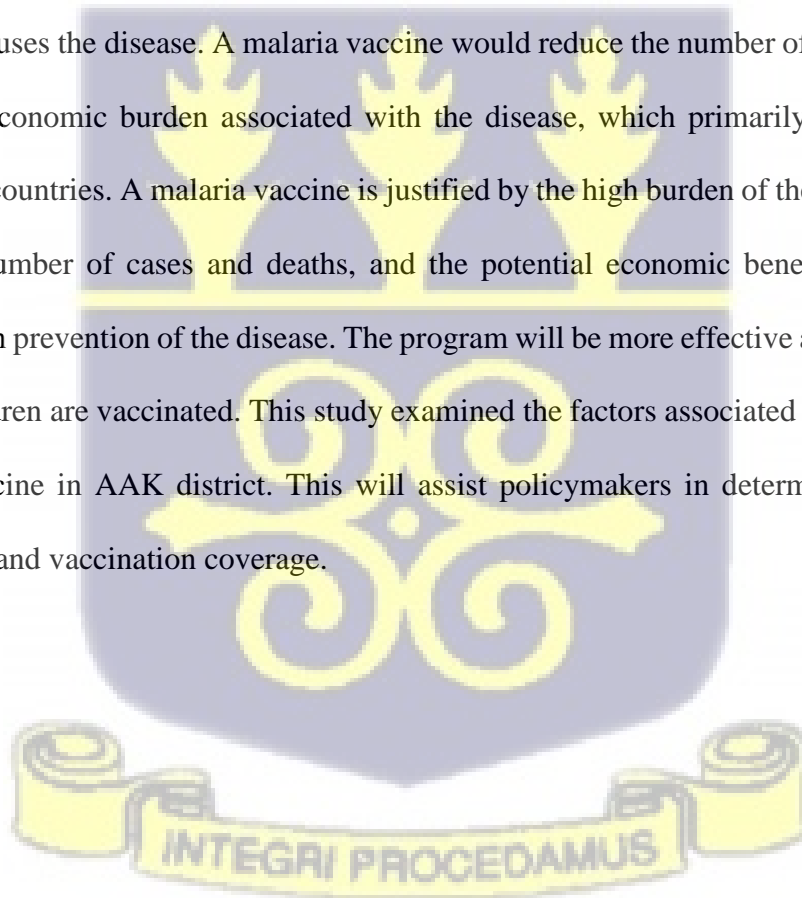 uses the disease. A malaria vaccine would reduce the number of
conomic burden associated with the disease, which primarily
countries. A malaria vaccine is justified by the high burden of the
umber of cases and deaths, and the potential economic bene
prevention of the disease. The program will be more effective a
ren are vaccinated. This study examined the factors associated
cine in AAK district. This will assist policymakers in determ
and vaccination coverage.
INTEGRI PROCEDAMUS